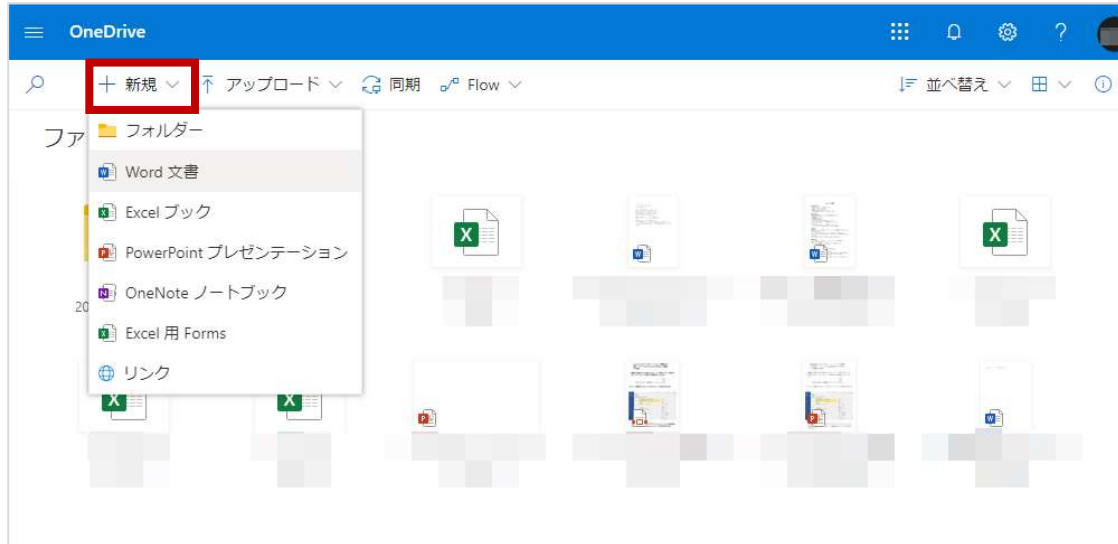 OneDrive
?
新規 アップロード 同期 Flow 並べ替え
ファ
フォルダー
Word 文書
Excel ブック
PowerPoint プレゼンテーション
OneNote ノートブック
20
Excel 用 Forms
リンク